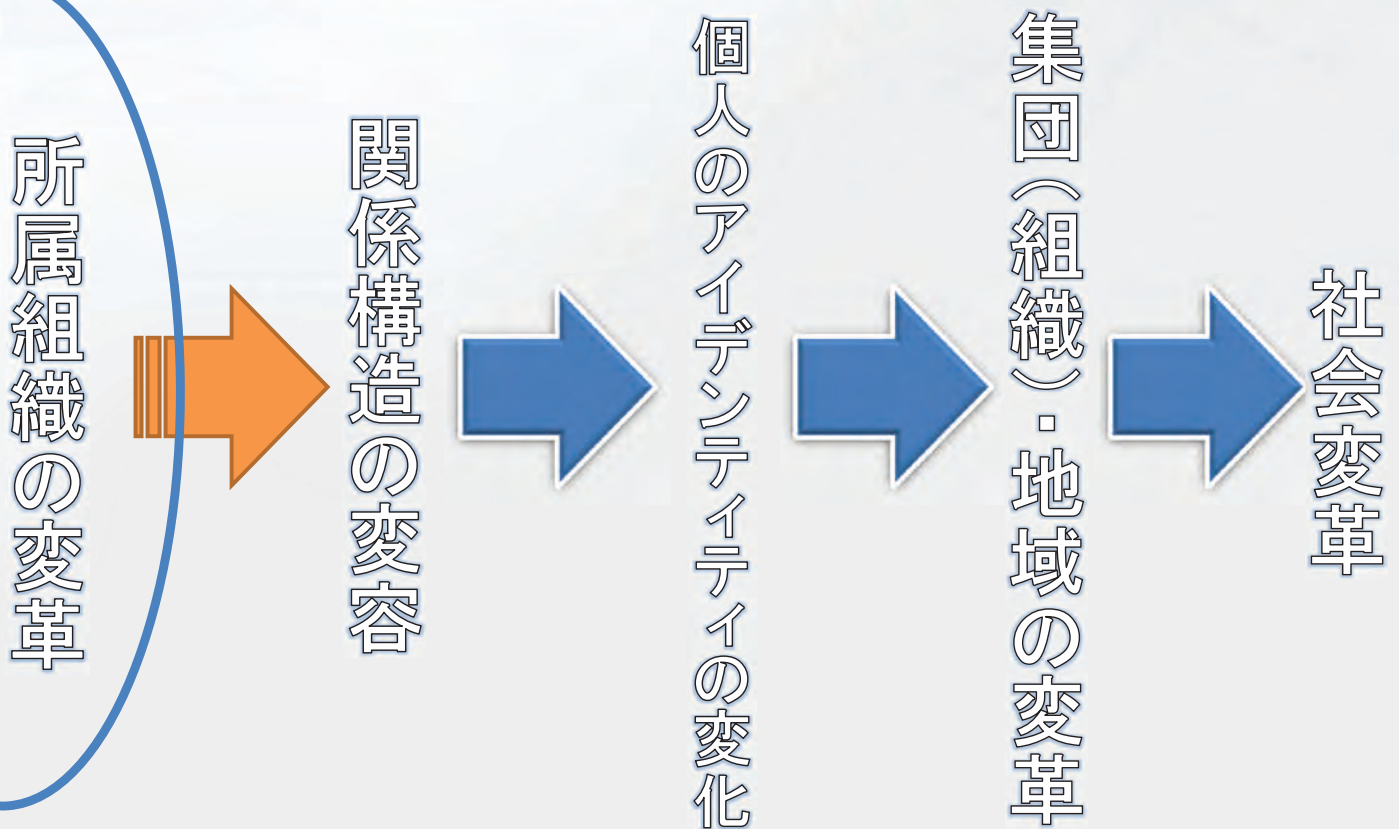 所属組織の変革
関係構造の変容
個人のアイデンティティの変化
集団（組織）・地域の変革
社会変革